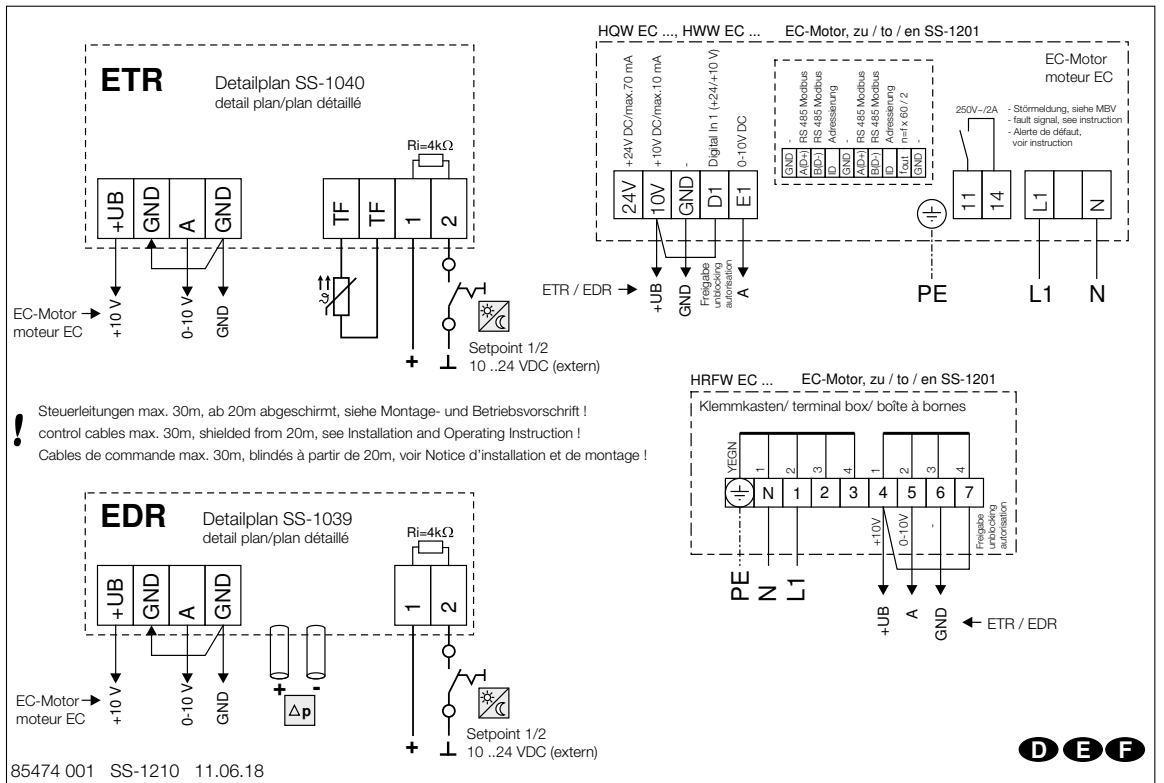 ETR
Detailplan SS-1040
detail plan/plan détaillé
Ri=4kΩ
+UB
GND
A
GND
TF
TF
1
2
EC-Motor
moteur EC
+10 V
0-10 V
GND
+
Setpoint 1/2
10 ..24 VDC (extern)
HQW EC ..., HWW EC ...
EC-Motor, zu / to / en SS-1201
EC-Motor
moteur EC
+24V DC/max.70 mA
+10V DC/max.10 mA
-
Digital In 1 (+24/+10 V)
0-10V DC
24V
10V
GND
D1
E1
-
RS 485 Modbus
RS 485 Modbus
Adressierung
-
RS 485 Modbus
RS 485 Modbus
Adressierung
n=f x 60 / 2
-
GND
A(D+)
B(D-)
ID
GND
A(D+)
B(D-)
ID
fout
GND
250V~/2A
- Störmeldung, siehe MBV
- fault signal, see instruction
- Alerte de défaut,
voir instruction
11
14
L1
N
ETR / EDR
+UB
GND
Freigabe
unblocking
autorisation
A
PE
L1
N
! Steuerleitungen max. 30m, ab 20m abgeschirmt, siehe Montage- und Betriebsvorschrift !
control cables max. 30m, shielded from 20m, see Installation and Operating Instruction !
Cables de commande max. 30m, blindés à partir de 20m, voir Notice d'installation et de montage !
HRFW EC ...
EC-Motor, zu / to / en SS-1201
Klemmkasten/ terminal box/ boîte à bornes
YEGN
1
2
3
4
1
2
3
4
N
1
2
3
4
5
6
7
+10V
0-10V
-
Freigabe
unblocking
autorisation
PE
N
L1
+UB
A
GND
ETR / EDR
EDR
Detailplan SS-1039
detail plan/plan détaillé
Ri=4kΩ
+UB
GND
A
GND
1
2
EC-Motor
moteur EC
+10 V
0-10 V
GND
+ -
Δp
+
Setpoint 1/2
10 ..24 VDC (extern)
85474 001 SS-1210 11.06.18
D E F